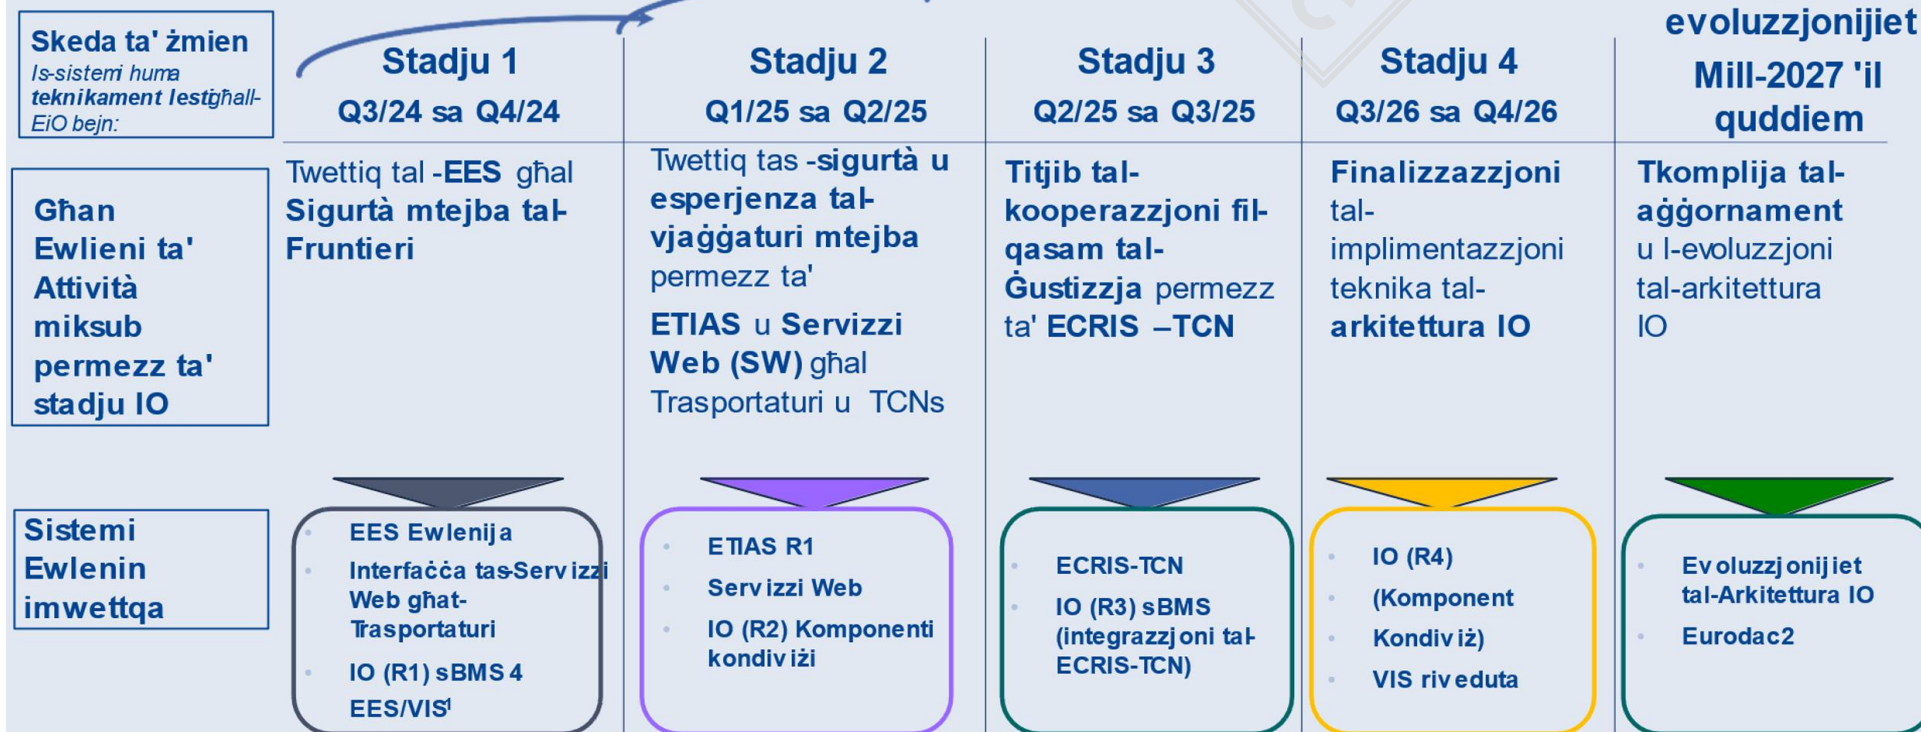 Skeda ta' żmien
Is-sistemi huma
teknikament lestigħall-
EiO bejn:
Stadju 1
Q3/24 sa Q4/24
Stadju 2
Q1/25 sa Q2/25
Stadju 3
Q2/25 sa Q3/25
Stadju 4
Q3/26 sa Q4/26
evoluzzjonijiet
Mill-2027 'il
quddiem
Għan
Ewlieni ta'
Attività
miksub
permezz ta'
stadju IO
Twettiq tal-EES għal
Sigurtà mtejba tal-
Fruntieri
Twettiq tas-sigurtà u
esperjenza tal-
vjaġġaturi mtejba
permezz ta'
ETIAS u Servizzi
Web (SW) għal
Trasportaturi u TCNs
Titjib tal-
kooperazzjoni fil-
qasam tal-
Ġustizzja permezz
ta' ECRIS –TCN
Finalizzazzjoni
tal-
implimentazzjoni
teknika tal-
arkitettura IO
Tkomplija tal-
aġġornament
u l-evoluzzjoni
tal-arkitettura
IO
Sistemi
Ewlenin
imwettqa
EES Ewlenija
Interfaċċa tas-Servizzi
Web għat-
Trasportaturi
IO (R1) sBMS 4
EES/VIS¹
ETIAS R1
Servizzi Web
IO (R2) Komponenti
kondiviżi
ECRIS-TCN
IO (R3) sBMS
(integrazzjoni tal-
ECRIS-TCN)
IO (R4)
(Komponent
Kondiviż)
VIS riveduta
Evoluzzjonijiet
tal-Arkitettura IO
Eurodac2